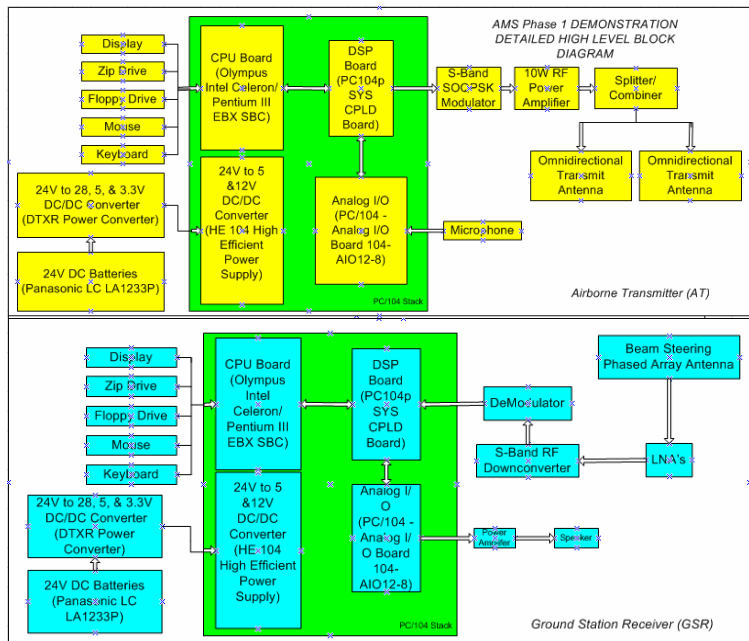 AMS Phase 1 DEMONSTRATION
DETAILED HIGH LEVEL BLOCK
DIAGRAM
Display
Zip Drive
Floppy Drive
Mouse
Keyboard
CPU Board
(Olympus
Intel Celeron/
Pentium III
EBX SBC)
DSP
Board
(PC104p
SYS
CPLD
Board)
S-Band
SOQPSK
Modulator
10W RF
Power
Amplifier
Splitter/
Combiner
Omnidirectional
Transmit
Antenna
Omnidirectional
Transmit
Antenna
24V to 28, 5, & 3.3V
DC/DC Converter
(DTXR Power Converter)
24V to 5
&12V
DC/DC
Converter
(HE 104 High
Efficient
Power
Supply)
Analog I/O
(PC/104 -
Analog I/O
Board 104-
AIO12-8)
Microphone
24V DC Batteries
(Panasonic LC LA1233P)
PC/104 Stack
Airborne Transmitter (AT)
Display
Zip Drive
Floppy Drive
Mouse
Keyboard
CPU Board
(Olympus
Intel
Celeron/
Pentium III
EBX SBC)
DSP
Board
(PC104p
SYS
CPLD
Board)
Beam Steering
Phased Array Antenna
DeModulator
S-Band RF
Downconverter
LNA's
24V to 28, 5, & 3.3V
DC/DC Converter
(DTXR Power
Converter)
24V to 5
&12V
DC/DC
Converter
(HE 104
High Efficient
Power
Supply)
Analog I/
O
(PC/104 -
Analog I/
O Board
104-
AIO12-8)
Power
Amplifer
Speaker
24V DC Batteries
(Panasonic LC
LA1233P)
PC/104 Stack
Ground Station Receiver (GSR)